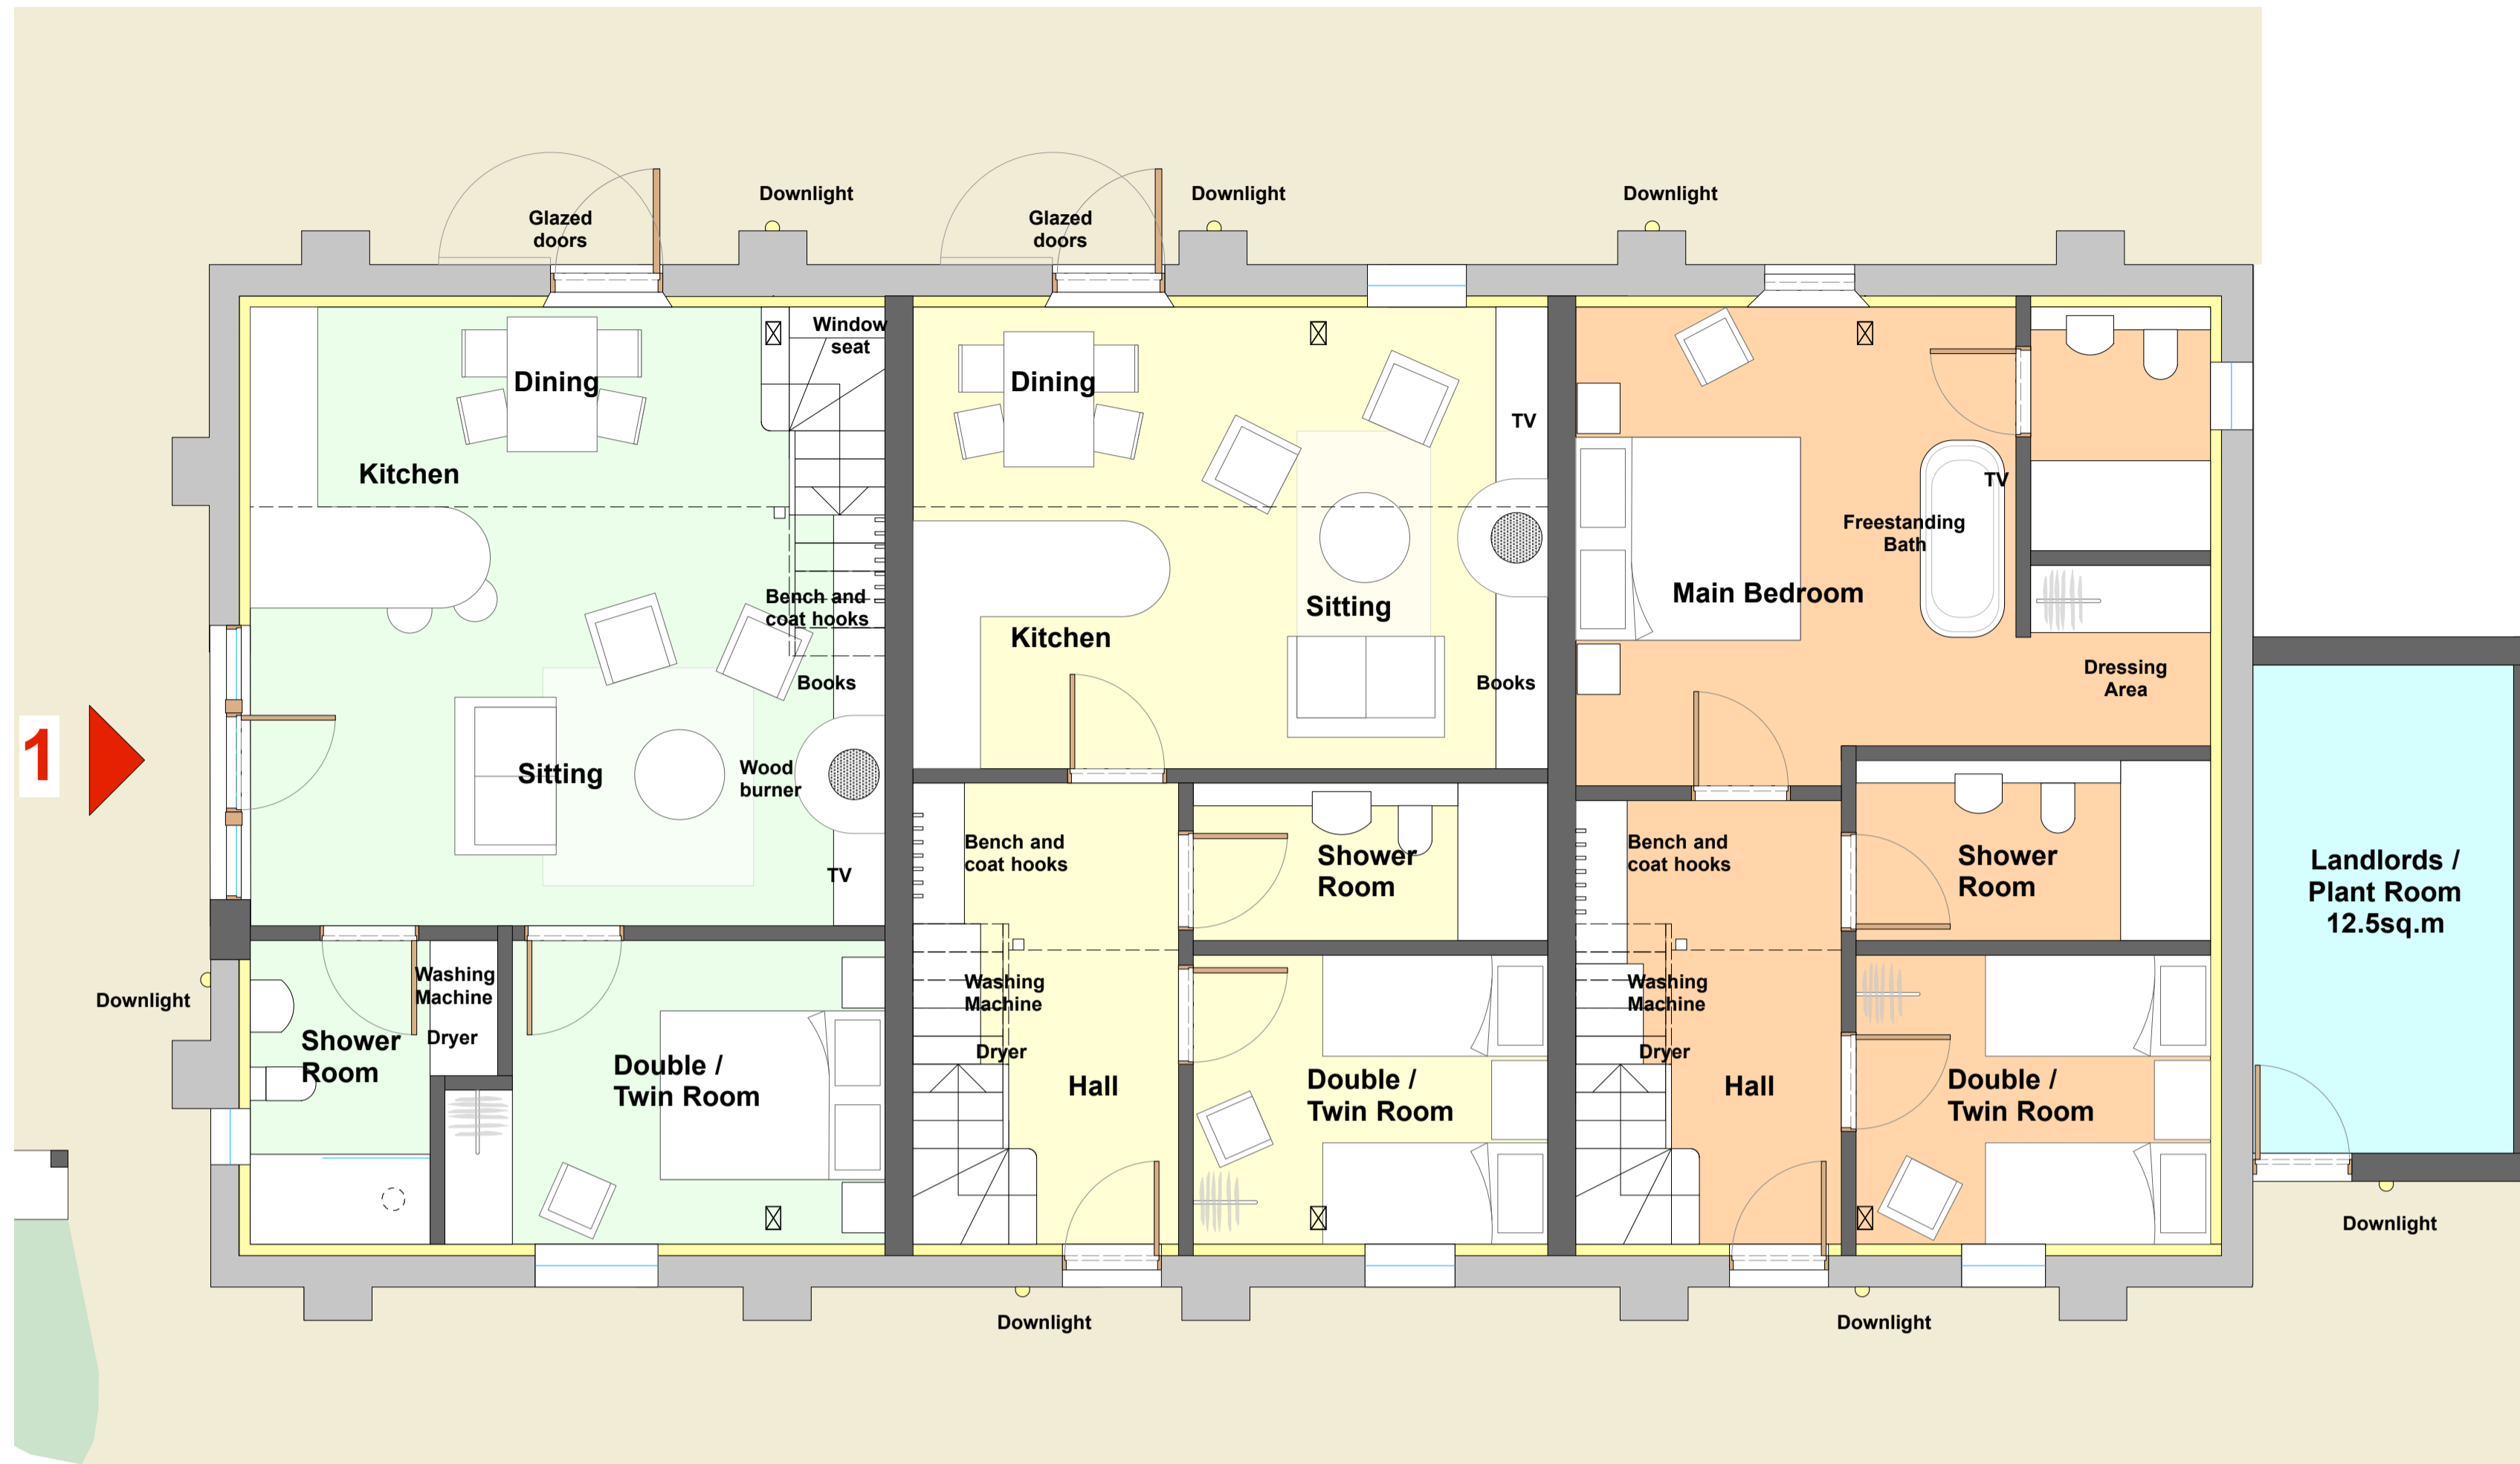 Downlight
Downlight
Downlight
Glazed
doors
Glazed
doors
Window
seat
Dining
Dining
TV
Kitchen
TV
Freestanding
Bath
Bench and
coat hooks
Main Bedroom
Sitting
Kitchen
Books
Books
Dressing
Area
1
Sitting
Wood
burner
TV
Bench and
coat hooks
Shower
Room
Bench and
coat hooks
Shower
Room
Landlords /
Plant Room
12.5sq.m
Downlight
Washing
Machine
Dryer
Washing
Machine
Dryer
Washing
Machine
Dryer
Shower
Room
Double /
Twin Room
Hall
Double /
Twin Room
Hall
Double /
Twin Room
Downlight
Downlight
Downlight